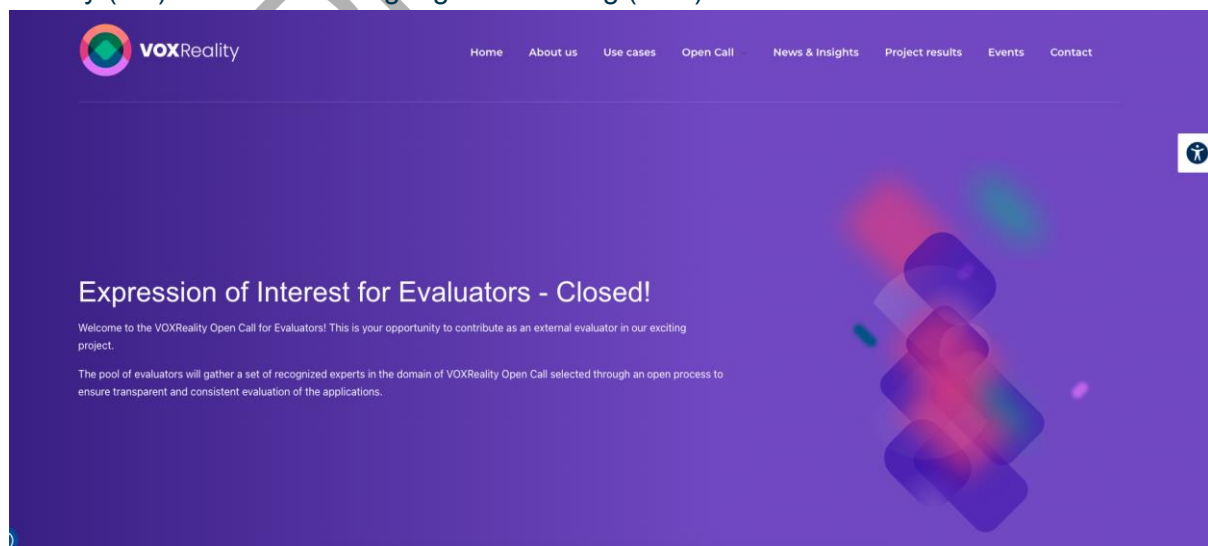 VOXReality
Home About us Use cases Open Call News & Insights Project results Events Contact
Expression of Interest for Evaluators - Closed!
Welcome to the VOXReality Open Call for Evaluators! This is your opportunity to contribute as an external evaluator in our exciting
project.
The pool of evaluators will gather a set of recognized experts in the domain of VOXReality Open Call selected through an open process to
ensure transparent and consistent evaluation of the applications.